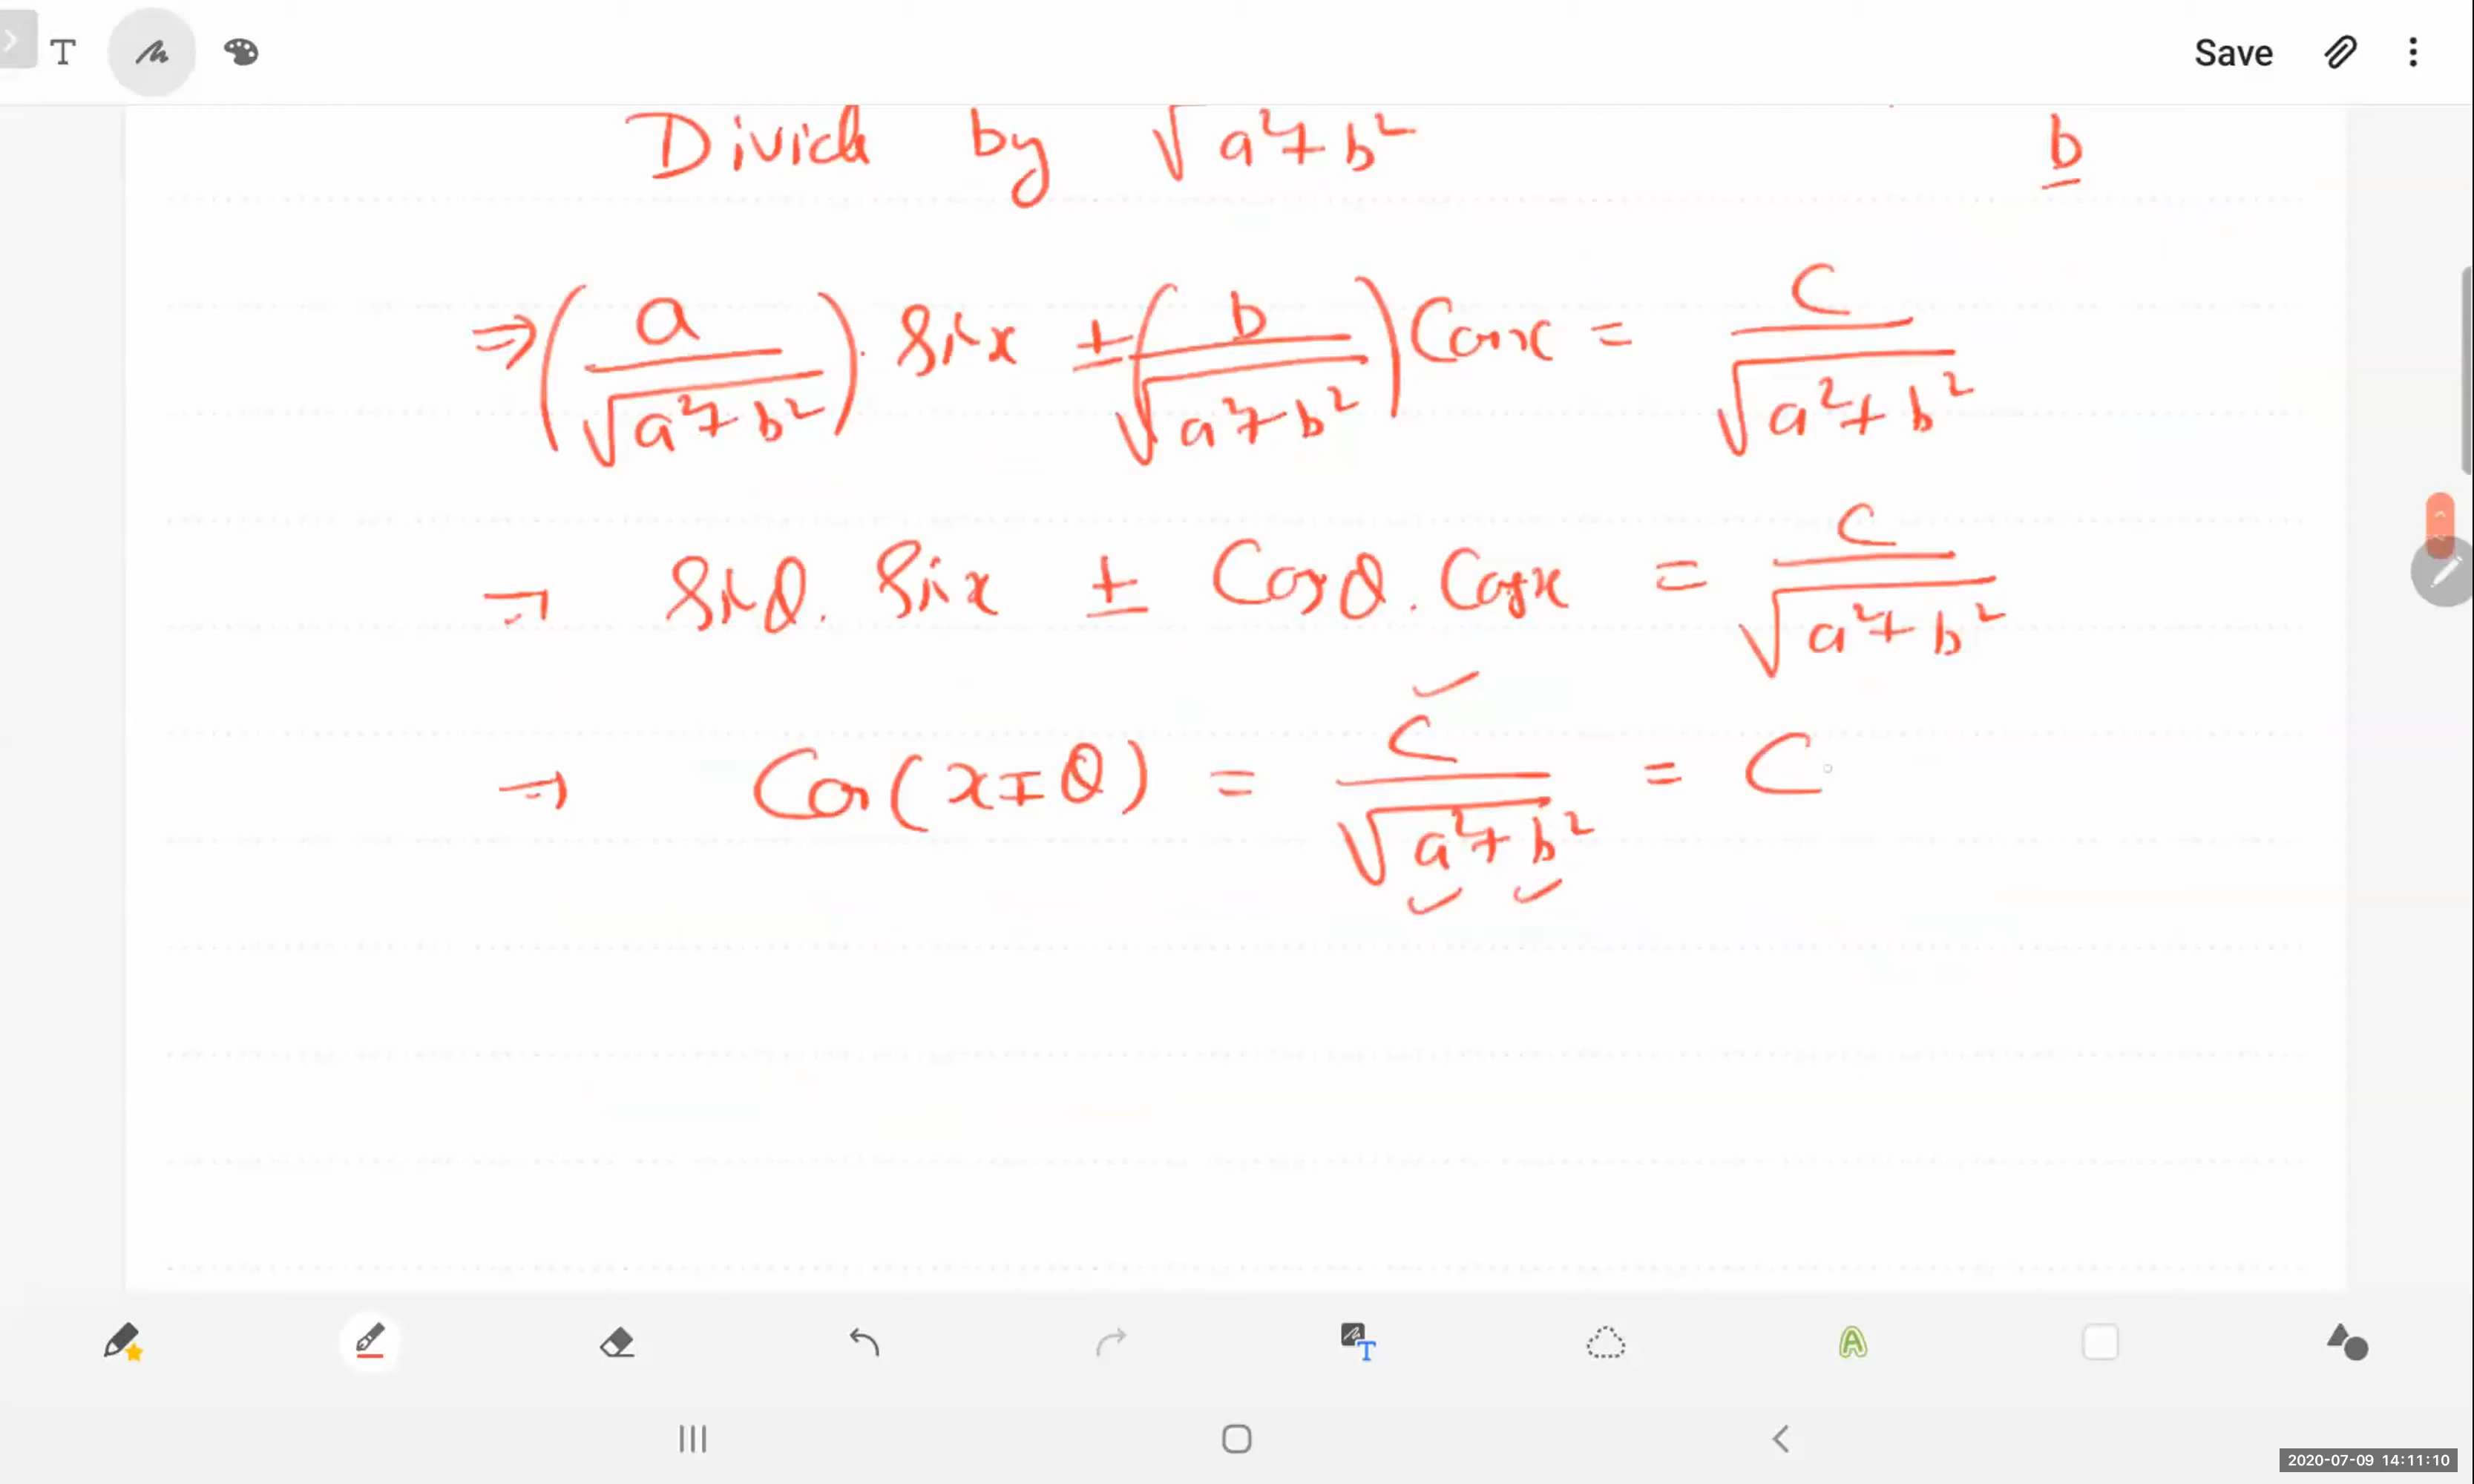 T Save
Divide by √a²+b² b
⇒ (a/√a²+b²). Sin x ± (b/√a²+b²) Cos x = C/√a²+b²
⇒ Sin θ. Sin x ± Cos θ. Cos x = C/√a²+b²
⇒ Cos(x ∓ θ) = C/√a²+b² = C
T A
2020-07-09 14:11:10